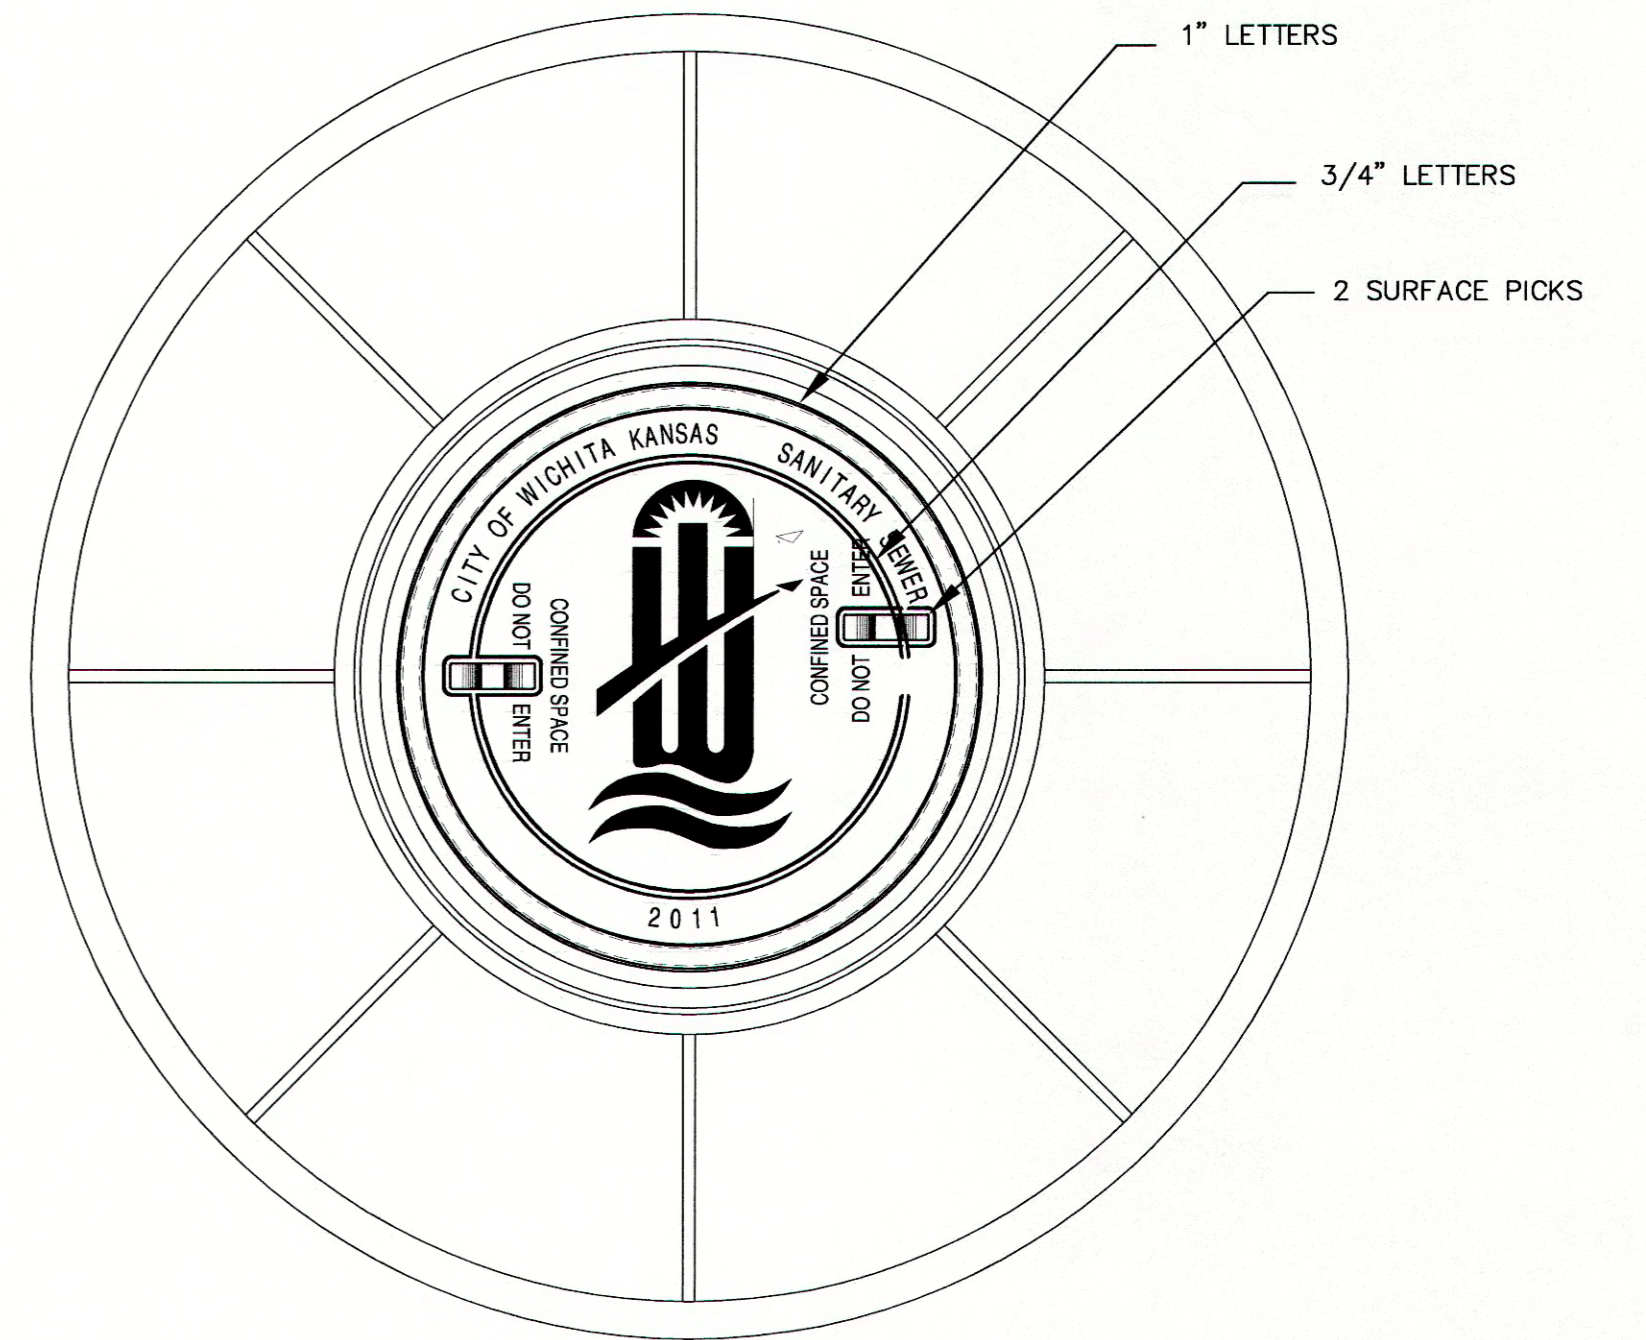 1" LETTERS
3/4" LETTERS
2 SURFACE PICKS
CITY OF WICHITA KANSAS SANITARY SEWER
DO NOT ENTER
CONFINED SPACE
CONFINED SPACE
DO NOT ENTER
2011